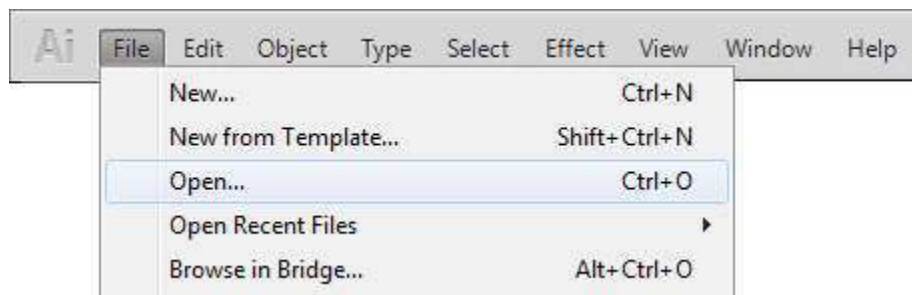 Ai File Edit Object Type Select Effect View Window Help
New... Ctrl+N
New from Template... Shift+Ctrl+N
Open... Ctrl+O
Open Recent Files
Browse in Bridge... Alt+Ctrl+O